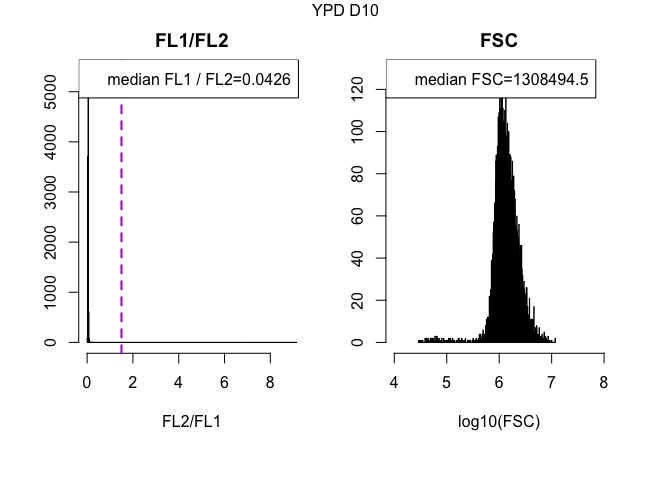 YPD D10
FL1/FL2
FSC
median FL1 / FL2=0.0426
median FSC=1308494.5
5000
4000
3000
2000
1000
0
120
100
80
60
40
20
0
0 2 4 6 8
4 5 6 7 8
FL2/FL1
log10(FSC)